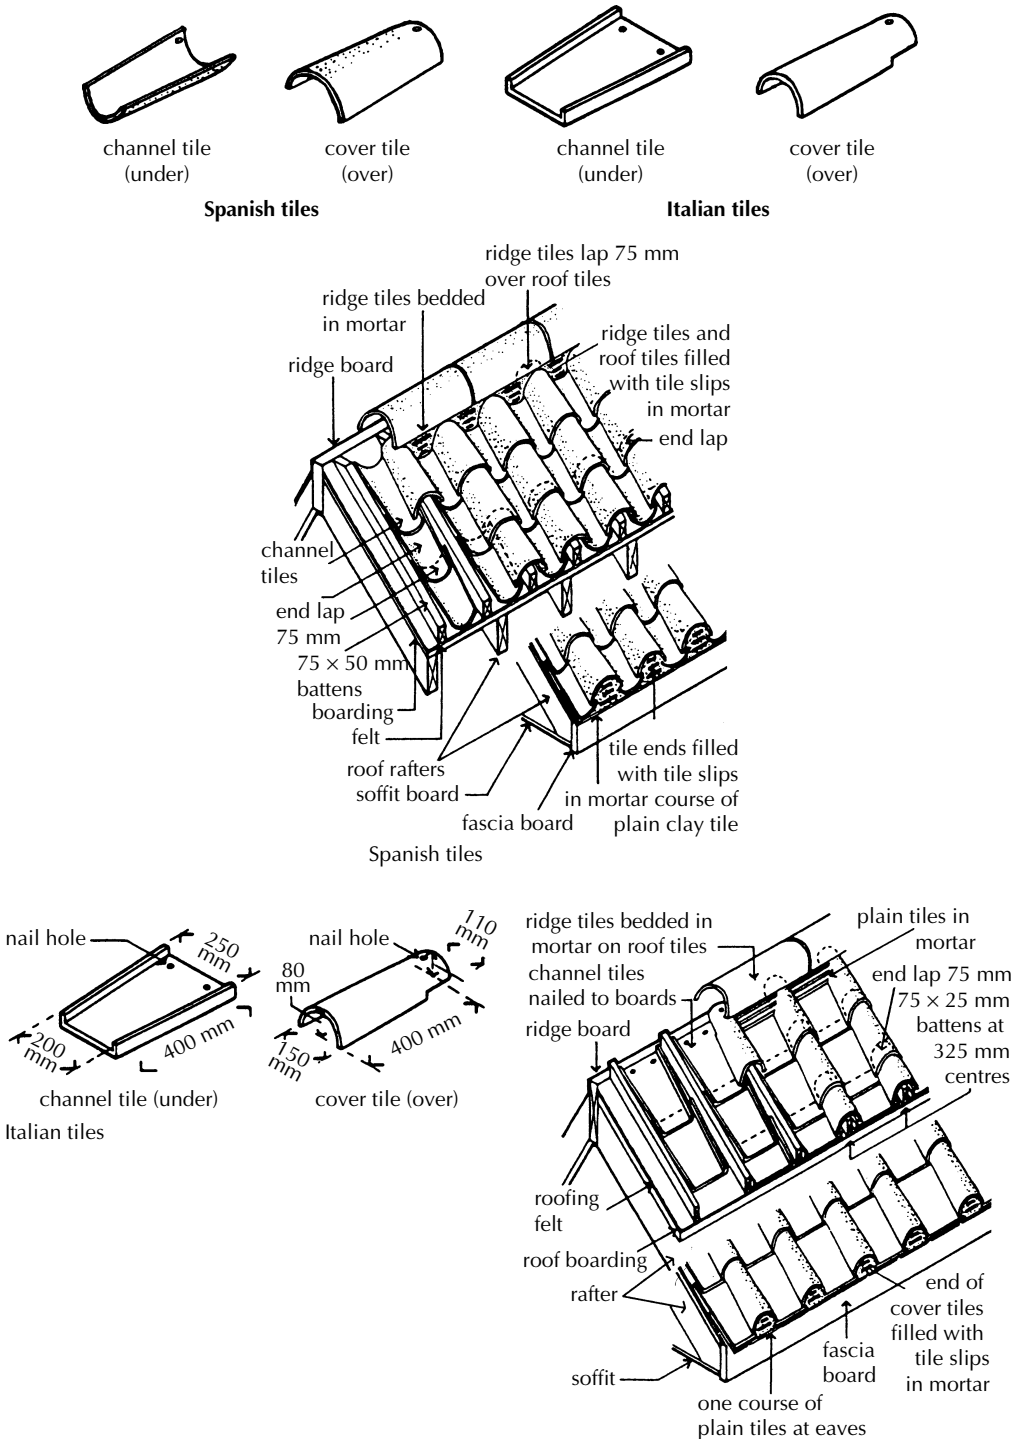 channel tile
(under)
cover tile
(over)
channel tile
(under)
cover tile
(over)
Spanish tiles
Italian tiles
ridge tiles lap 75 mm
over roof tiles
ridge tiles bedded
in mortar
ridge board
ridge tiles and
roof tiles filled
with tile slips
in mortar
end lap
channel
tiles
end lap
75 mm
75 × 50 mm
battens
boarding
felt
roof rafters
soffit board
fascia board
tile ends filled
with tile slips
in mortar course of
plain clay tile
Spanish tiles
nail hole
250
mm
200
mm
400 mm
channel tile (under)
nail hole
110
mm
80
mm
150
mm
400 mm
cover tile (over)
Italian tiles
ridge tiles bedded in
mortar on roof tiles
channel tiles
nailed to boards
ridge board
plain tiles in
mortar
end lap 75 mm
75 × 25 mm
battens at
325 mm
centres
roofing
felt
roof boarding
rafter
soffit
fascia
board
end of
cover tiles
filled with
tile slips
in mortar
one course of
plain tiles at eaves